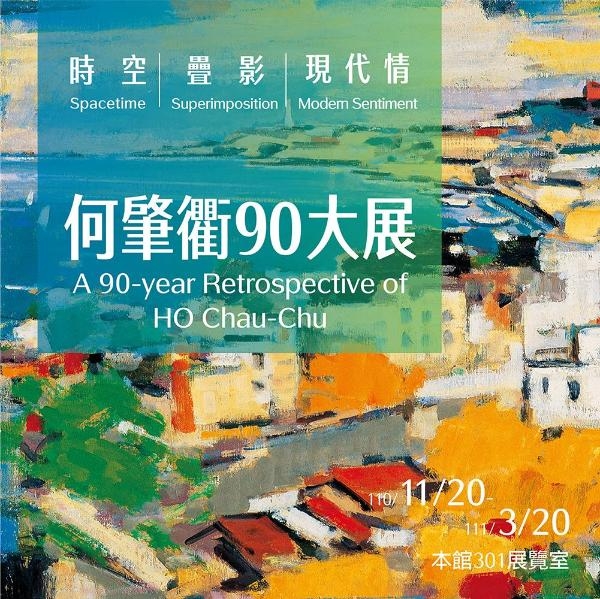 時空 | 疊影 | 現代情
Spacetime | Superimposition | Modern Sentiment
何肇衢90大展
A 90-year Retrospective of
HO Chau-Chu
110/11/20-
111/3/20
本館301展覽室